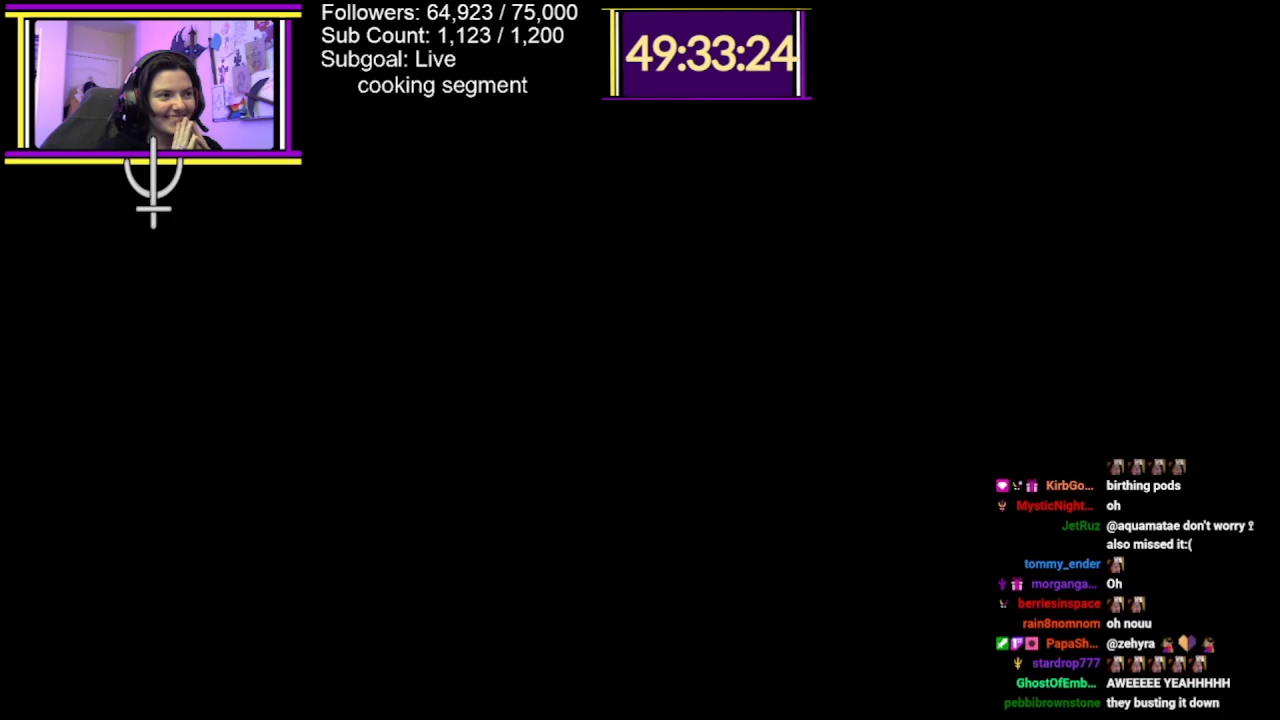 Followers: 64,923 / 75,000
Sub Count: 1,123 / 1,200
Subgoal: Live
cooking segment
49:33:24
KirbGo... birthing pods
MysticNight... oh
JetRuz @aquamatae don't worry
also missed it:(
tommy_ender
morganga... Oh
berriesinspace
rain8nomnom oh nouu
PapaSh... @zehyra
stardrop777
GhostOfEmb... AWEEEEE YEAHHHHH
pebbibrownstone they busting it down